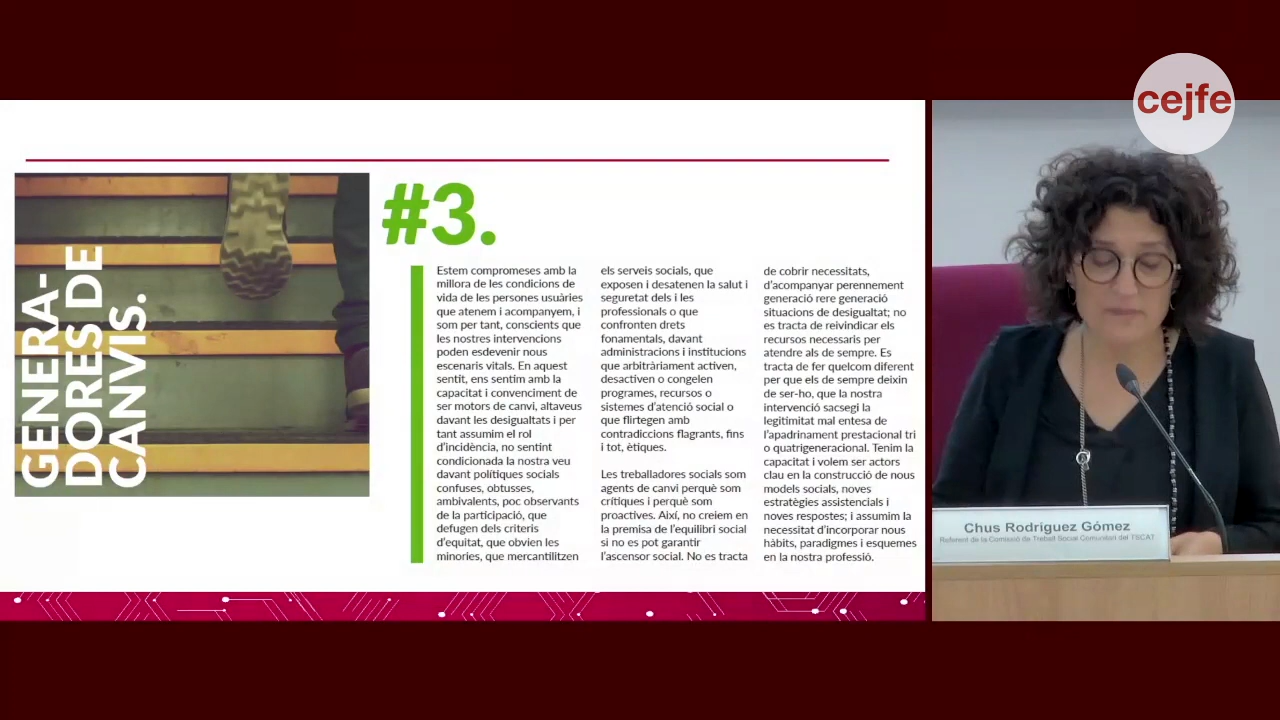 cejfe
GENERA-
DORES DE
CANVIS.
#3.
Estem compromeses amb la
millora de les condicions de
vida de les persones usuàries
que atenem i acompanyem, i
som per tant, conscients que
les nostres intervencions
poden esdevenir nous
escenaris vitals. En aquest
sentit, ens sentim amb la
capacitat i convenciment de
ser motors de canvi, altaveus
davant les desigualtats i per
tant assumim el rol
d'incidència, no sentint
condicionada la nostra veu
davant polítiques socials
confuses, obtusses,
ambivalents, poc observants
de la participació, que
defugen dels criteris
d'equitat, que obvien les
minories, que mercantilitzen
els serveis socials, que
exposen i desatenen la salut i
seguretat dels i les
professionals o que
confronten drets
fonamentals, davant
administracions i institucions
que arbitràriament activen,
desactiven o congelen
programes, recursos o
sistemes d'atenció social o
que flirtegen amb
contradiccions flagrants, fins
i tot, ètiques.
Les treballadores socials som
agents de canvi perquè som
crítiques i perquè som
proactives. Així, no creiem en
la premisa de l'equilibri social
si no es pot garantir
l'ascensor social. No es tracta
de cobrir necessitats,
d'acompanyar perennement
generació rere generació
situacions de desigualtat; no
es tracta de reivindicar els
recursos necessaris per
atendre als de sempre. Es
tracta de fer quelcom diferent
per que els de sempre deixin
de ser-ho, que la nostra
intervenció sacsegi la
legitimitat mal entesa de
l'apadrinament prestacional tri
o quatrigeneracional. Tenim la
capacitat i volem ser actors
clau en la construcció de nous
models socials, noves
estratègies assistencials i
noves respostes; i assumim la
necessitat d'incorporar nous
hàbits, paradigmes i esquemes
en la nostra professió.
Chus Rodríguez Gómez
Referent de la Comissió de Treball Social Comunitari del TSCAT